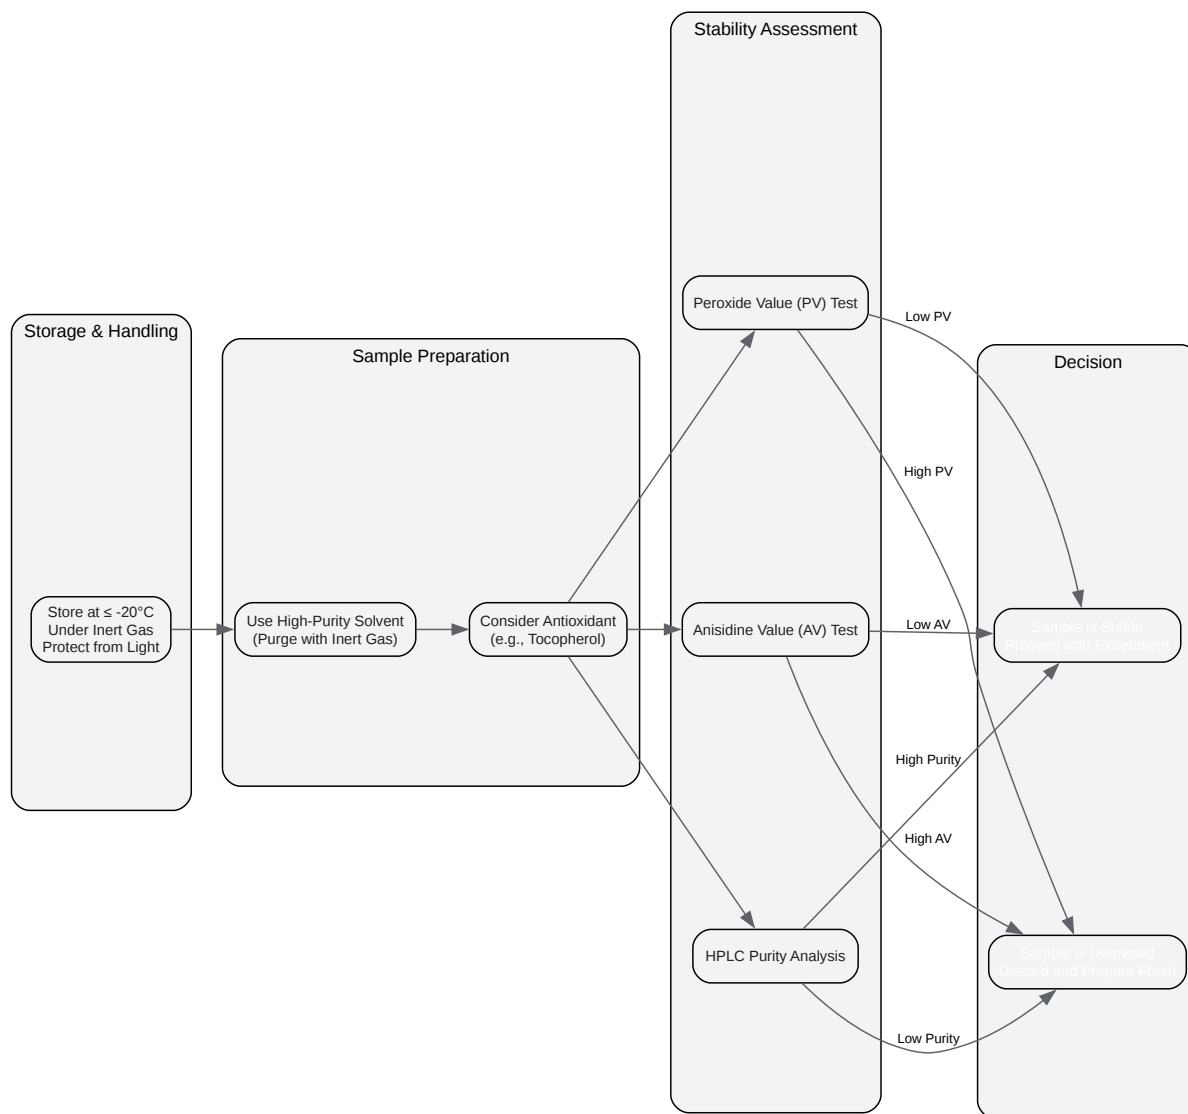 Stability Assessment
Storage & Handling
Sample Preparation
Decision
Store at ≤ -20°C
Under Inert Gas
Protect from Light
Use High-Purity Solvent
(Purge with Inert Gas)
Consider Antioxidant
(e.g., Tocopherol)
Peroxide Value (PV) Test
Anisidine Value (AV) Test
HPLC Purity Analysis
Low PV
High PV
Low AV
High Purity
High AV
Low Purity
Sample is Stable
Proceed with Experiment
Sample is Degraded
Discard and Prepare Fresh